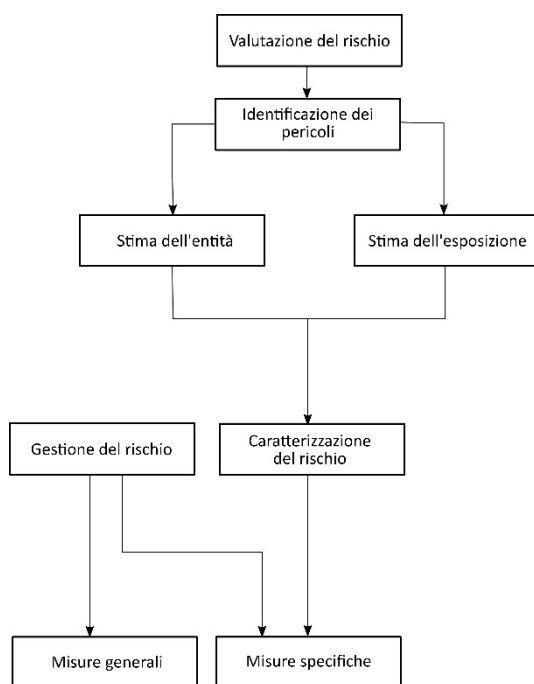 Valutazione del rischio
Identificazione dei
pericoli
Stima dell'entità
Stima dell'esposizione
Gestione del rischio
Caratterizzazione
del rischio
Misure generali
Misure specifiche